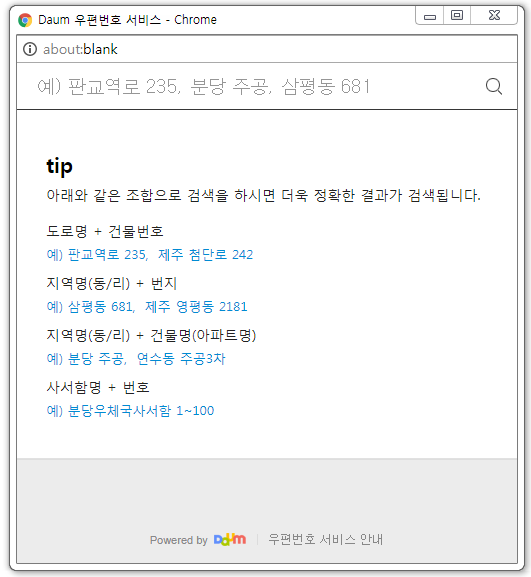 Daum 우편번호 서비스 - Chrome
about:blank
예) 판교역로 235, 분당 주공, 삼평동 681
tip
아래와 같은 조합으로 검색을 하시면 더욱 정확한 결과가 검색됩니다.
도로명 + 건물번호
예) 판교역로 235, 제주 첨단로 242
지역명(동/리) + 번지
예) 삼평동 681, 제주 영평동 2181
지역명(동/리) + 건물명(아파트명)
예) 분당 주공, 연수동 주공3차
사서함명 + 번호
예) 분당우체국사서함 1~100
Powered by Daum | 우편번호 서비스 안내